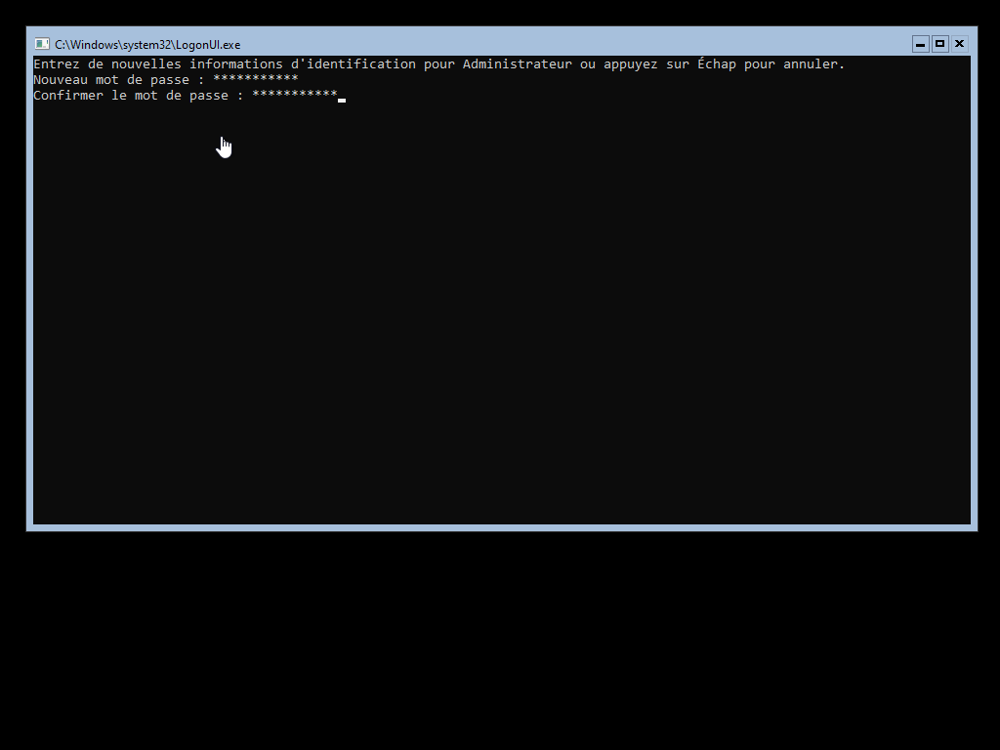 C:\Windows\system32\LogonUI.exe
Entrez de nouvelles informations d'identification pour Administrateur ou appuyez sur Échap pour annuler.
Nouveau mot de passe : ***********
Confirmer le mot de passe : ***********